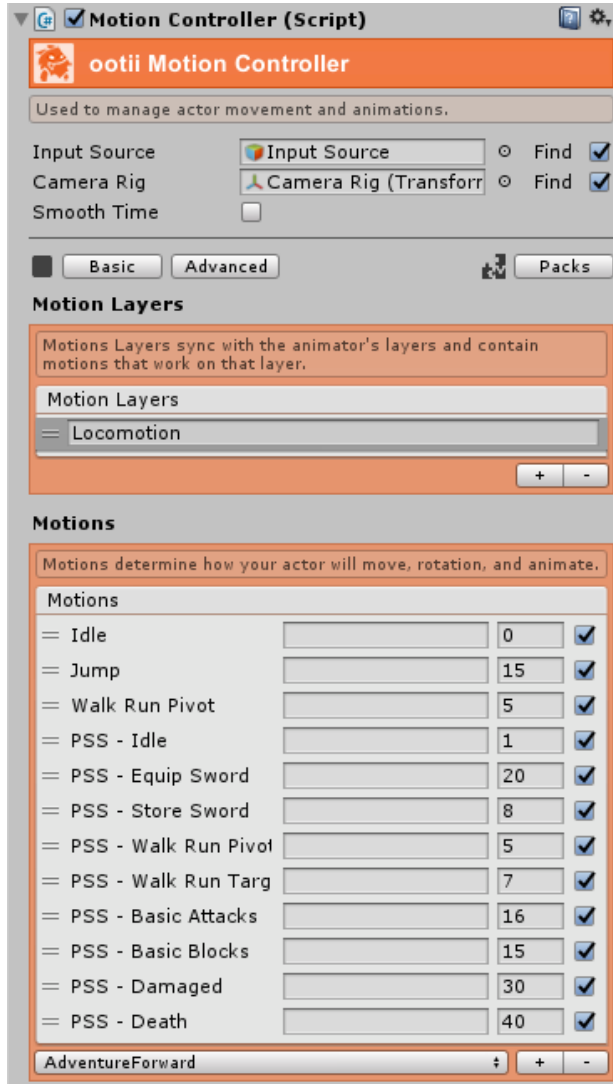 Motion Controller (Script)
ootii Motion Controller
Used to manage actor movement and animations.
Input Source Input Source Find
Camera Rig Camera Rig (Transforr Find
Smooth Time
Basic Advanced Packs
Motion Layers
Motions Layers sync with the animator's layers and contain
motions that work on that layer.
Motion Layers
Locomotion
+ -
Motions
Motions determine how your actor will move, rotation, and animate.
Motions
Idle 0
Jump 15
Walk Run Pivot 5
PSS - Idle 1
PSS - Equip Sword 20
PSS - Store Sword 8
PSS - Walk Run Pivot 5
PSS - Walk Run Targ 7
PSS - Basic Attacks 16
PSS - Basic Blocks 15
PSS - Damaged 30
PSS - Death 40
AdventureForward + -